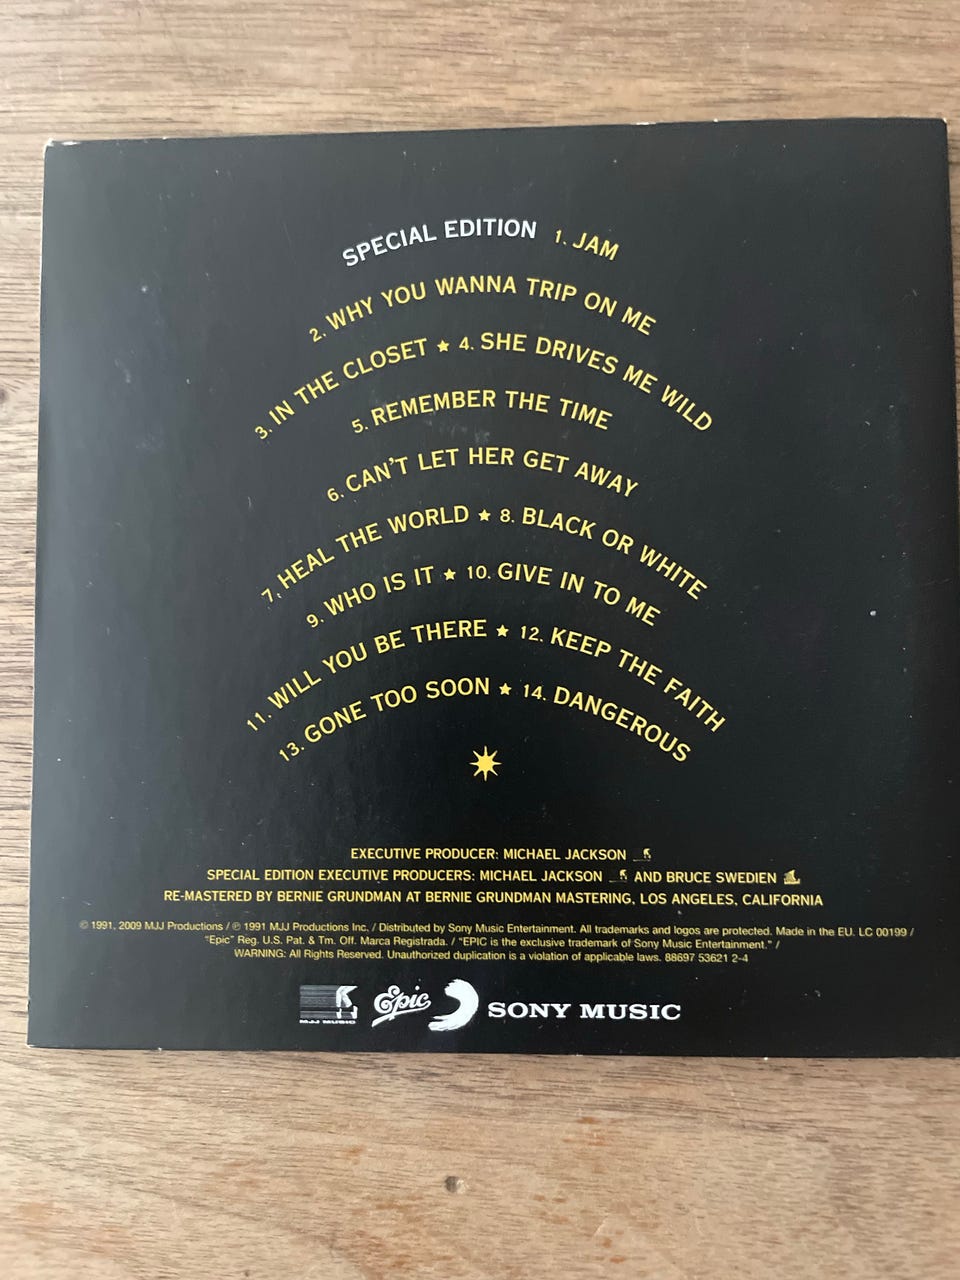 SPECIAL EDITION 1. JAM
2. WHY YOU WANNA TRIP ON ME
3. IN THE CLOSET ★ 4. SHE DRIVES ME WILD
5. REMEMBER THE TIME
6. CAN'T LET HER GET AWAY
7. HEAL THE WORLD ★ 8. BLACK OR WHITE
9. WHO IS IT ★ 10. GIVE IN TO ME
11. WILL YOU BE THERE ★ 12. KEEP THE FAITH
13. GONE TOO SOON ★ 14. DANGEROUS
EXECUTIVE PRODUCER: MICHAEL JACKSON
SPECIAL EDITION EXECUTIVE PRODUCERS: MICHAEL JACKSON AND BRUCE SWEDIEN
RE-MASTERED BY BERNIE GRUNDMAN AT BERNIE GRUNDMAN MASTERING, LOS ANGELES, CALIFORNIA
© 1991, 2009 MJJ Productions / ℗ 1991 MJJ Productions Inc. / Distributed by Sony Music Entertainment. All trademarks and logos are protected. Made in the EU. LC 00199 /
"Epic" Reg. U.S. Pat. & Tm. Off. Marca Registrada. / "EPIC is the exclusive trademark of Sony Music Entertainment." /
WARNING: All Rights Reserved. Unauthorized duplication is a violation of applicable laws. 88697 53621 2-4
MJJ MUSIC Epic SONY MUSIC